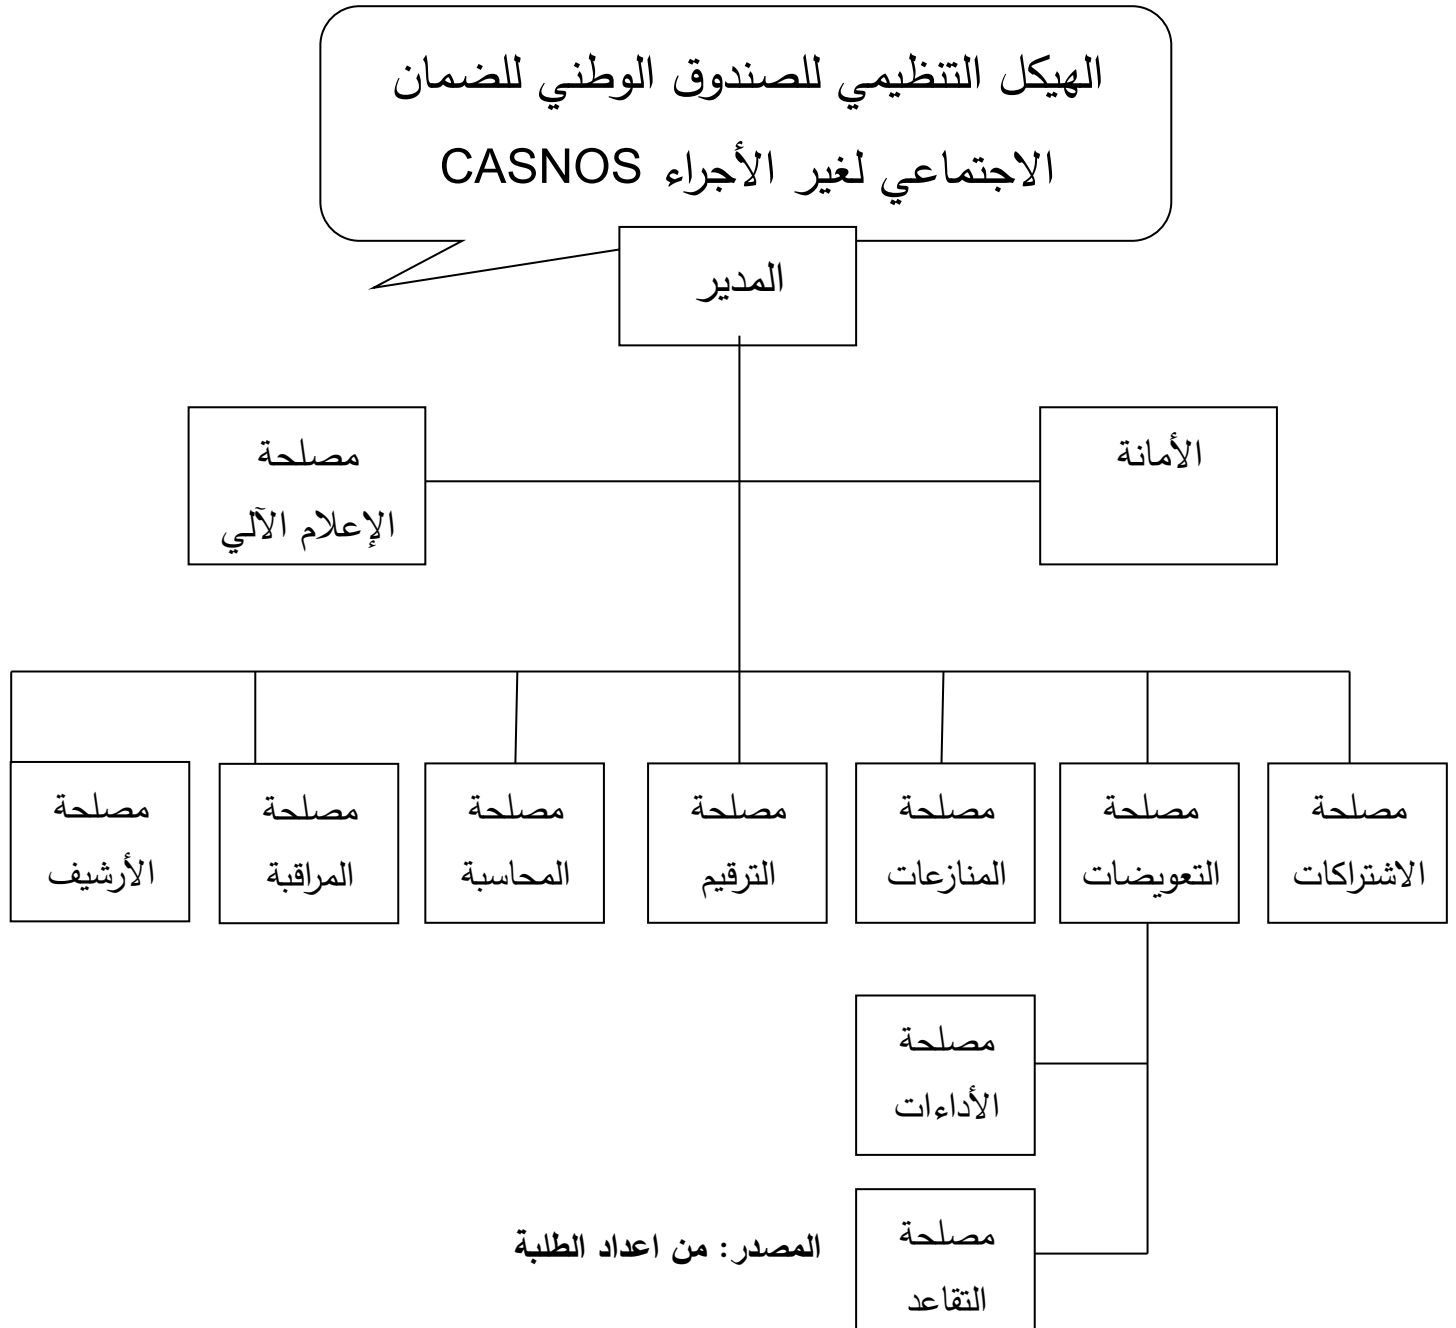 الهيكل التنظيمي للصندوق الوطني للضمان
الاجتماعي لغير الأجراء CASNOS
المدير
الأمانة
مصلحة
الإعلام الآلي
مصلحة
الاشتراكات
مصلحة
التعويضات
مصلحة
المنازعات
مصلحة
الترقيم
مصلحة
المحاسبة
مصلحة
المراقبة
مصلحة
الأرشيف
مصلحة
الأداءات
مصلحة
التقاعد
المصدر: من اعداد الطلبة